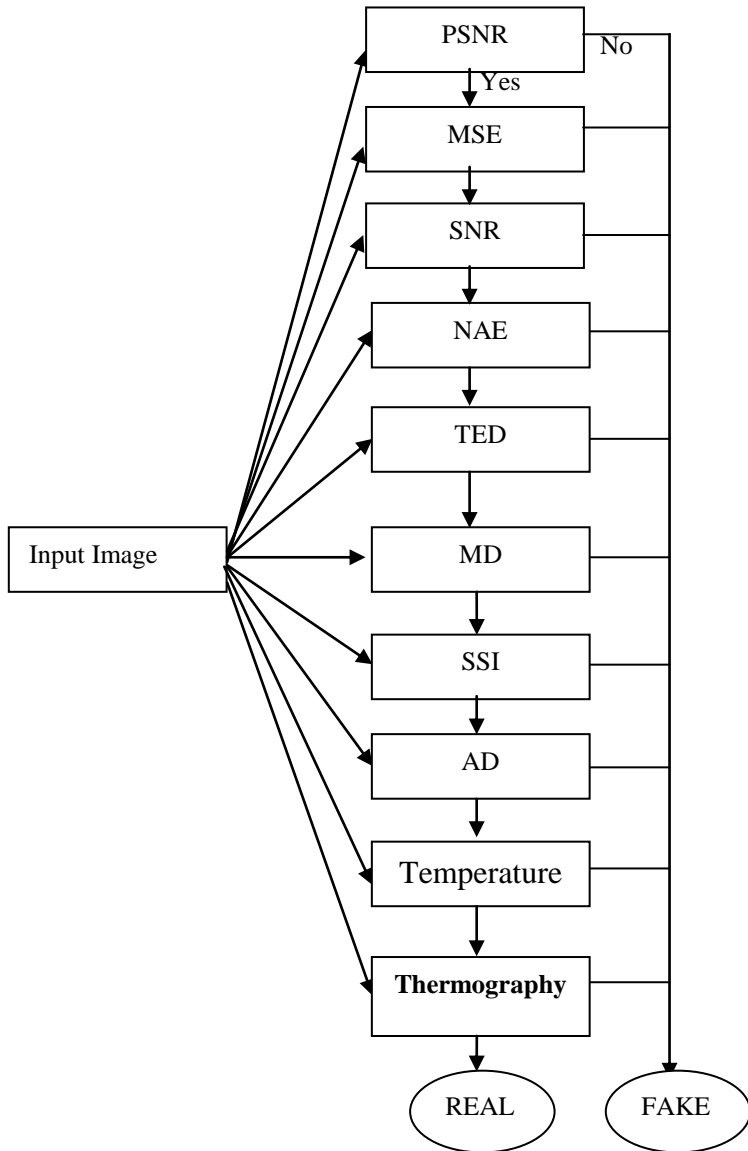 PSNR
No
Yes
MSE
SNR
NAE
TED
Input Image
MD
SSI
AD
Temperature
Thermography
REAL
FAKE